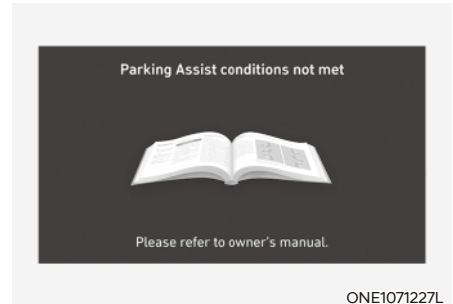 Parking Assist conditions not met
Please refer to owner's manual.
ONE1071227L